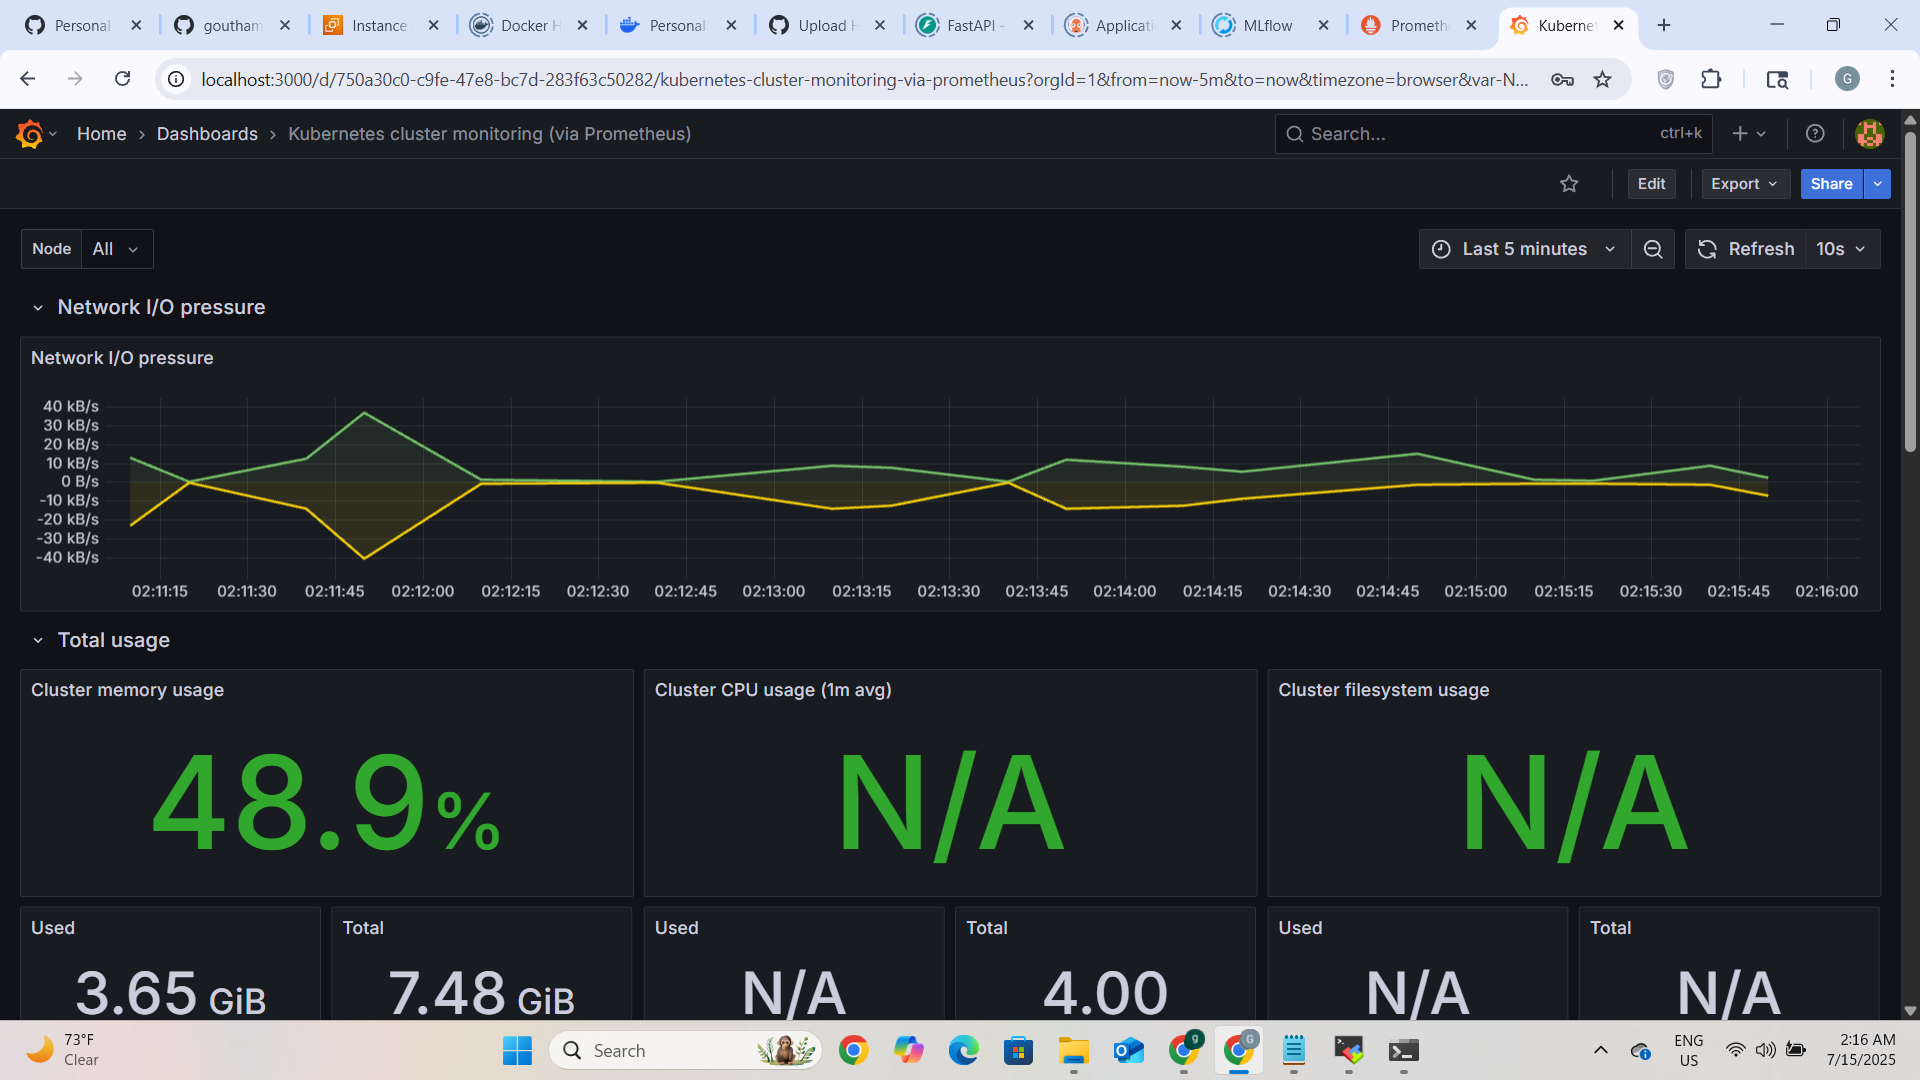 Personal
goutham
Instance
Docker H
Personal
Upload H
FastAPI -
Applicati
MLflow
Prometh
Kubernet
localhost:3000/d/750a30c0-c9fe-47e8-bc7d-283f63c50282/kubernetes-cluster-monitoring-via-prometheus?orgId=1&from=now-5m&to=now&timezone=browser&var-N...
G
Home › Dashboards › Kubernetes cluster monitoring (via Prometheus)
Search...
ctrl+k
Edit
Export
Share
Node
All
Last 5 minutes
Refresh
10s
Network I/O pressure
Network I/O pressure
40 kB/s
30 kB/s
20 kB/s
10 kB/s
0 B/s
-10 kB/s
-20 kB/s
-30 kB/s
-40 kB/s
02:11:15 02:11:30 02:11:45 02:12:00 02:12:15 02:12:30 02:12:45 02:13:00 02:13:15 02:13:30 02:13:45 02:14:00 02:14:15 02:14:30 02:14:45 02:15:00 02:15:15 02:15:30 02:15:45 02:16:00
Total usage
Cluster memory usage
48.9%
Cluster CPU usage (1m avg)
N/A
Cluster filesystem usage
N/A
Used
3.65 GiB
Total
7.48 GiB
Used
N/A
Total
4.00
Used
N/A
Total
N/A
73°F
Clear
Search
g
G
ENG
US
2:16 AM
7/15/2025